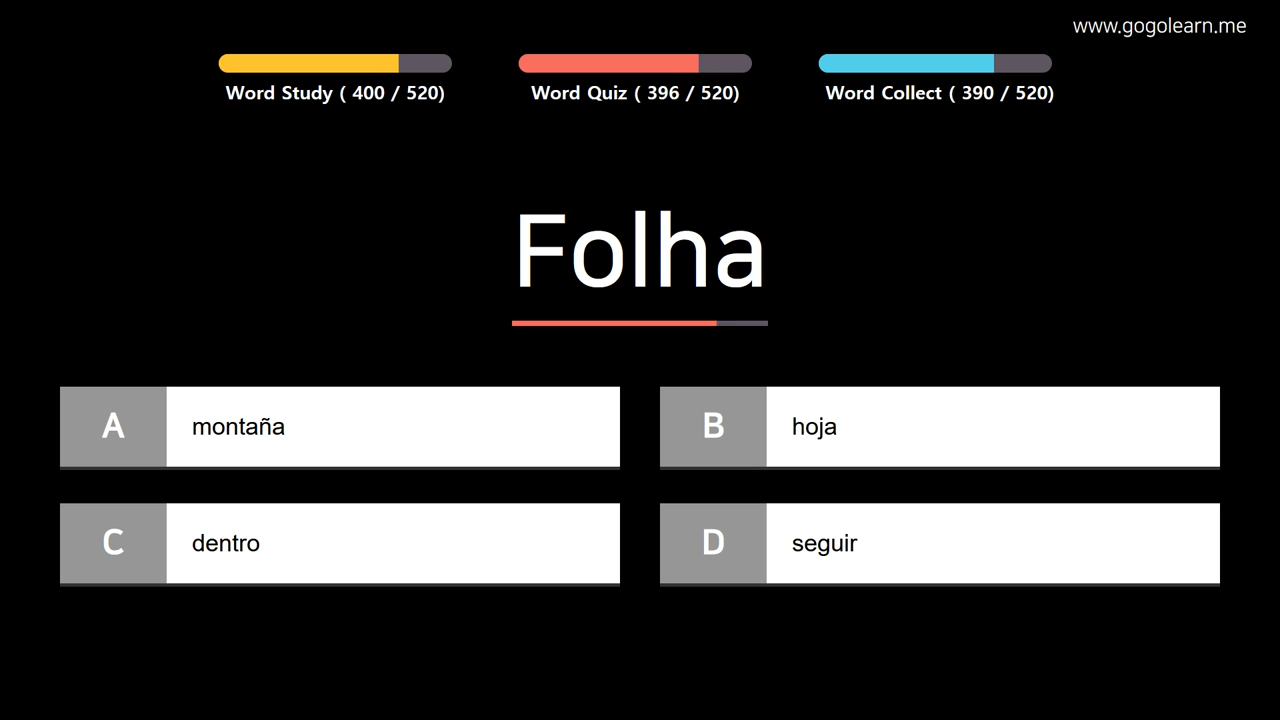 www.gogolearn.me
Word Study ( 400 / 520)
Word Quiz ( 396 / 520)
Word Collect ( 390 / 520)
Folha
A montaña
B hoja
C dentro
D seguir